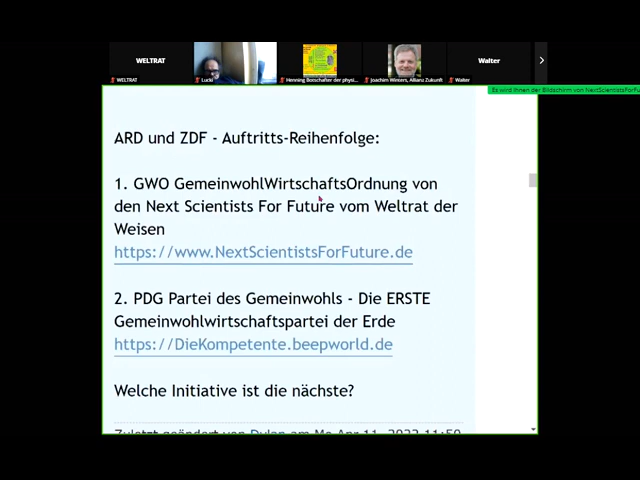 WELTRAT
Walter
WELTRAT
Lucki
Henning Botschafter der physi...
Joachim Winters, Allianz Zukunft
Walter
Es wird Ihnen der Bildschirm von NextScientistsForFu
ARD und ZDF - Auftritts-Reihenfolge:
1. GWO GemeinwohlWirtschaftsOrdnung von
den Next Scientists For Future vom Weltrat der
Weisen
https://www.NextScientistsForFuture.de
2. PDG Partei des Gemeinwohls - Die ERSTE
Gemeinwohlwirtschaftspartei der Erde
https://DieKompetente.beepworld.de
Welche Initiative ist die nächste?
Zuletzt geändert von Dylan am Mo Apr 11, 2022 11:50